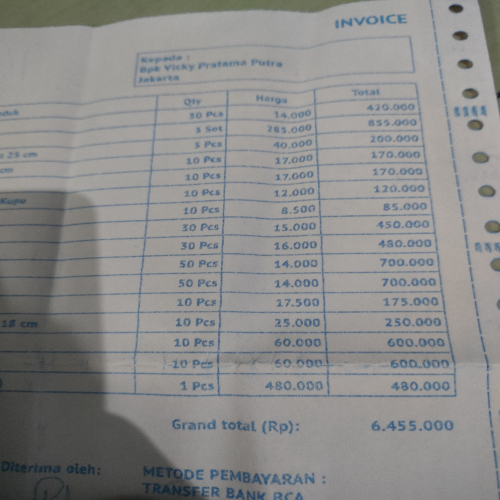 INVOICE
Kepada :
Bpk Vicky Pratama Putra
Jakarta
Qty Harga Total
30 Pcs 14.000 420.000
3 Set 285.000 855.000
5 Pcs 40.000 200.000
25 cm 10 Pcs 17.000 170.000
cm 10 Pcs 17.000 170.000
10 Pcs 12.000 120.000
Kupu 10 Pcs 8.500 85.000
30 Pcs 15.000 450.000
30 Pcs 16.000 480.000
50 Pcs 14.000 700.000
50 Pcs 14.000 700.000
10 Pcs 17.500 175.000
18 cm 10 Pcs 25.000 250.000
10 Pcs 60.000 600.000
10 Pcs 60.000 600.000
1 Pcs 480.000 480.000
Grand total (Rp): 6.455.000
Diterima oleh: METODE PEMBAYARAN :
TRANSFER BANK BCA